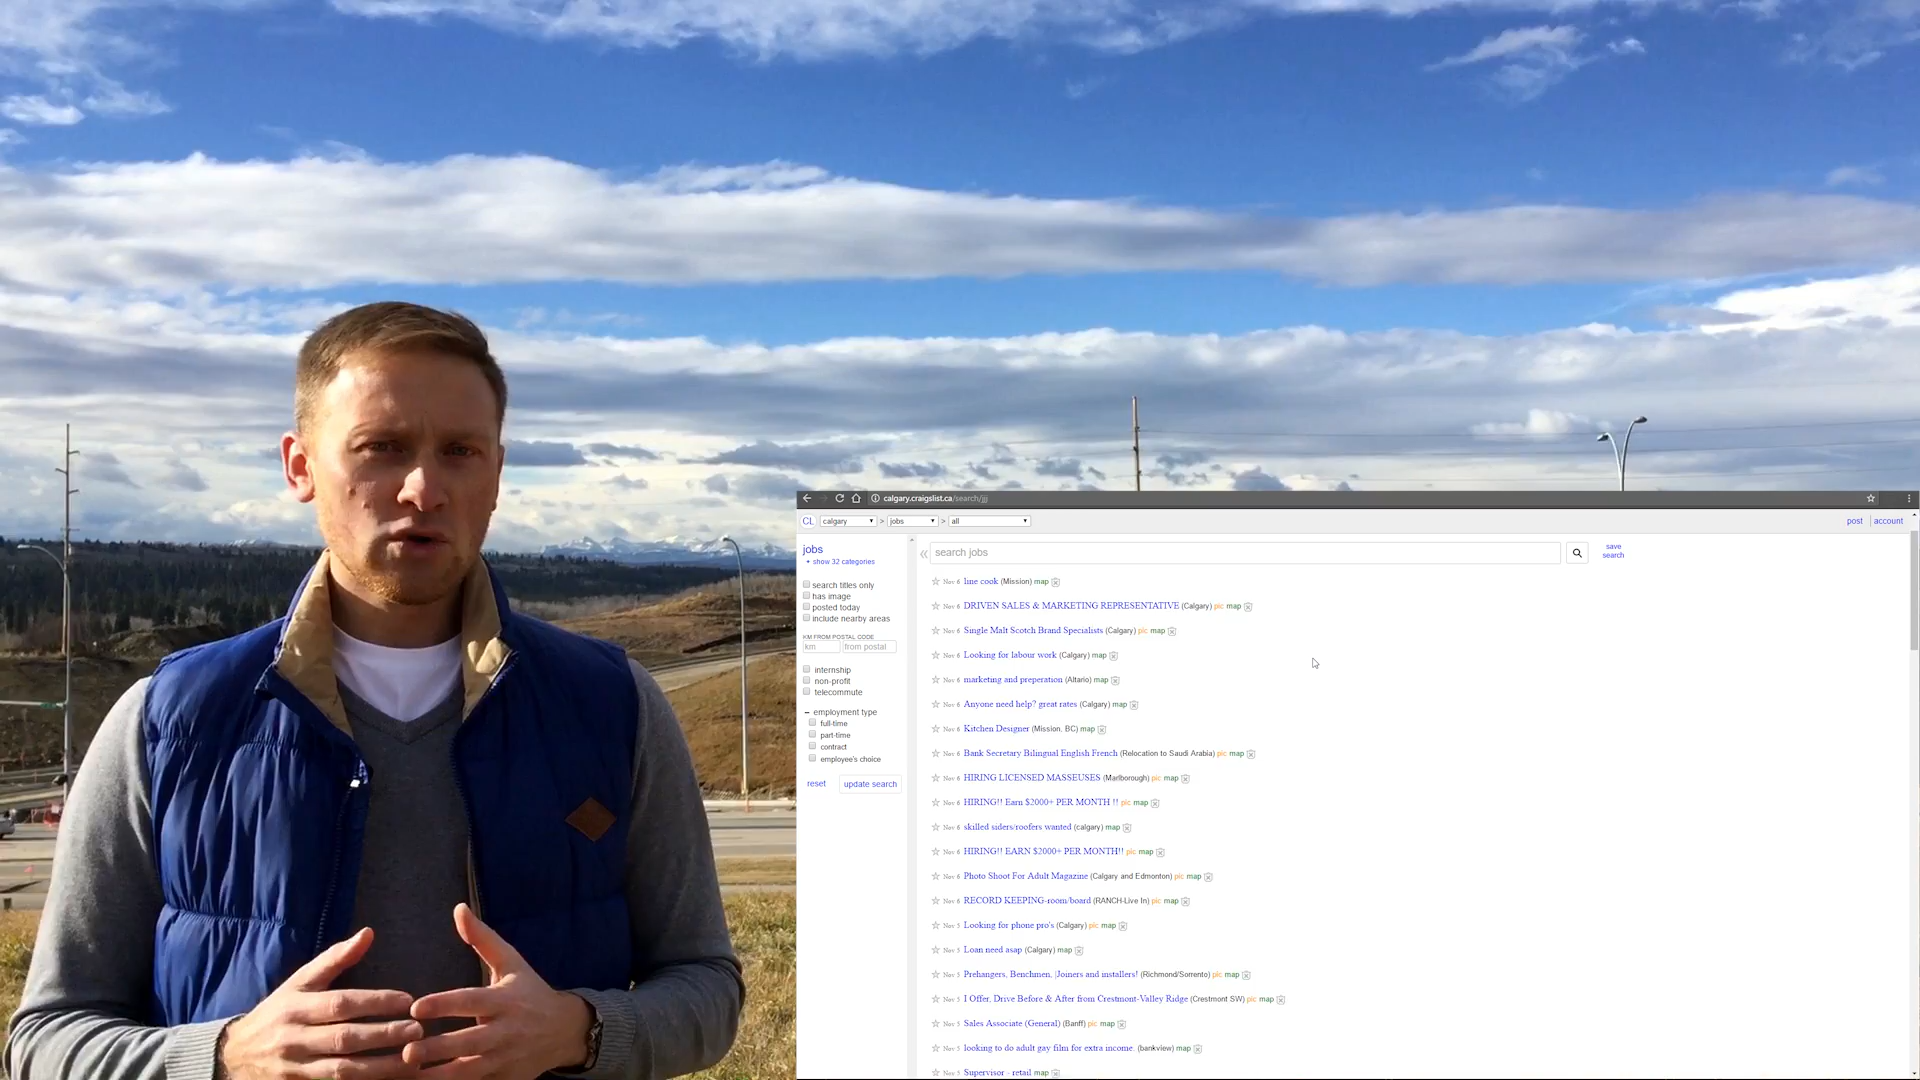 calgary.craigslist.ca/search/jjj
CL calgary > jobs > all post account
jobs
+ show 32 categories
search titles only
has image
posted today
include nearby areas
KM FROM POSTAL CODE
km from postal
internship
non-profit
telecommute
employment type
full-time
part-time
contract
employee's choice
reset update search
search jobs
save search
Nov 6 line cook (Mission) map
Nov 6 DRIVEN SALES & MARKETING REPRESENTATIVE (Calgary) pic map
Nov 6 Single Malt Scotch Brand Specialists (Calgary) pic map
Nov 6 Looking for labour work (Calgary) map
Nov 6 marketing and preperation (Altario) map
Nov 6 Anyone need help? great rates (Calgary) map
Nov 6 Kitchen Designer (Mission, BC) map
Nov 6 Bank Secretary Bilingual English French (Relocation to Saudi Arabia) pic map
Nov 6 HIRING LICENSED MASSEUSES (Marlborough) pic map
Nov 6 HIRING!! Earn $2000+ PER MONTH !! pic map
Nov 6 skilled siders/roofers wanted (calgary) map
Nov 6 HIRING!! EARN $2000+ PER MONTH!! pic map
Nov 6 Photo Shoot For Adult Magazine (Calgary and Edmonton) pic map
Nov 6 RECORD KEEPING-room/board (RANCH-Live In) pic map
Nov 5 Looking for phone pro's (Calgary) pic map
Nov 5 Loan need asap (Calgary) map
Nov 5 Prehangers, Benchmen, |Joiners and installers! (Richmond/Sorrento) pic map
Nov 5 I Offer, Drive Before & After from Crestmont-Valley Ridge (Crestmont SW) pic map
Nov 5 Sales Associate (General) (Banff) pic map
Nov 5 looking to do adult gay film for extra income. (bankview) map
Nov 5 Supervisor - retail map